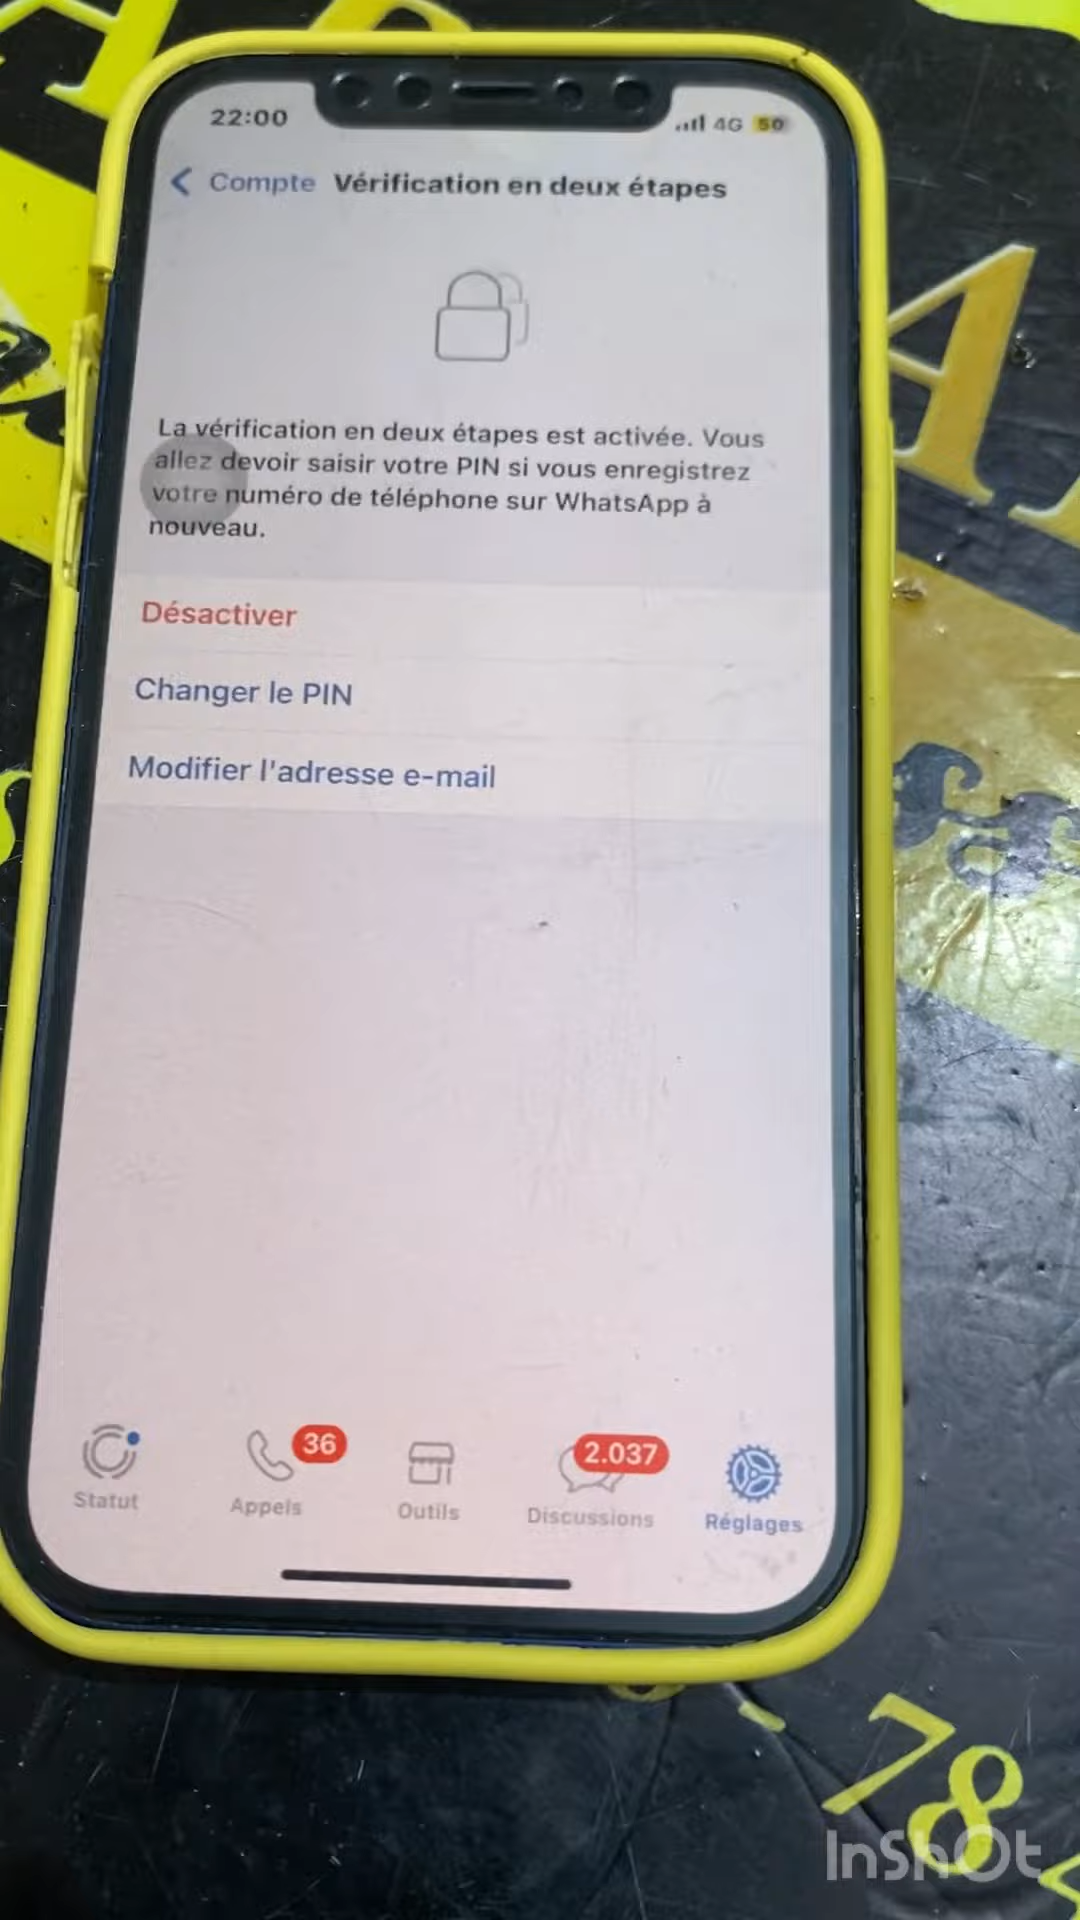 22:00
4G 50
Compte Vérification en deux étapes
La vérification en deux étapes est activée. Vous
allez devoir saisir votre PIN si vous enregistrez
votre numéro de téléphone sur WhatsApp à
nouveau.
Désactiver
Changer le PIN
Modifier l'adresse e-mail
36
2.037
Statut
Appels
Outils
Discussions
Réglages
A
78
InShOt